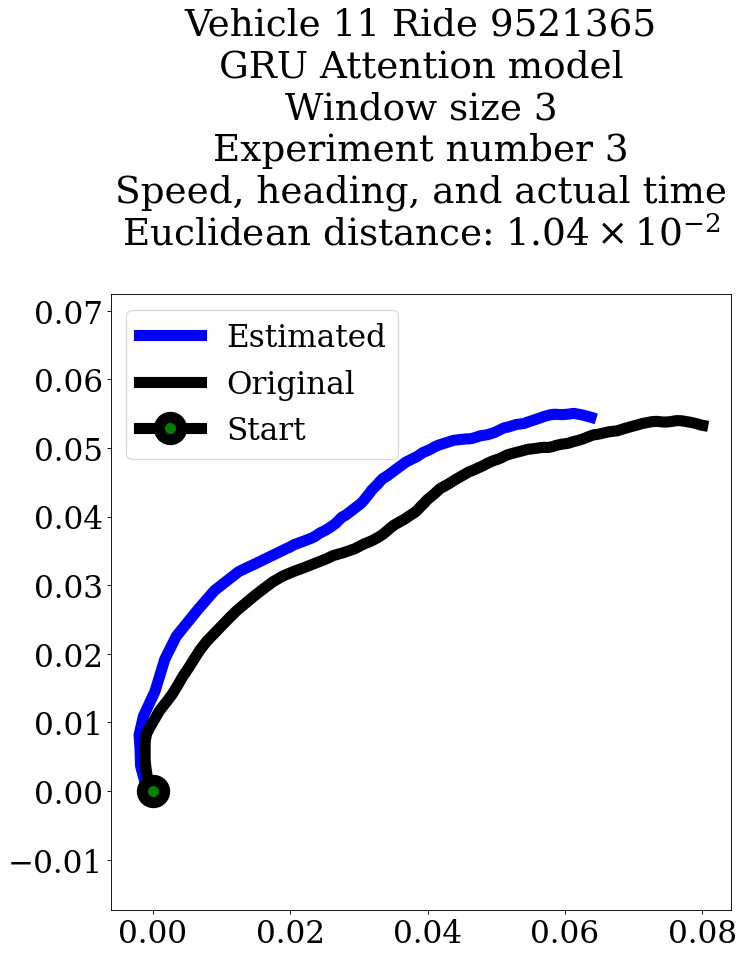 Vehicle 11 Ride 9521365
GRU Attention model
Window size 3
Experiment number 3
Speed, heading, and actual time
Euclidean distance: 1.04 × 10⁻²
Estimated
Original
Start
0.07
0.06
0.05
0.04
0.03
0.02
0.01
0.00
−0.01
0.00 0.02 0.04 0.06 0.08